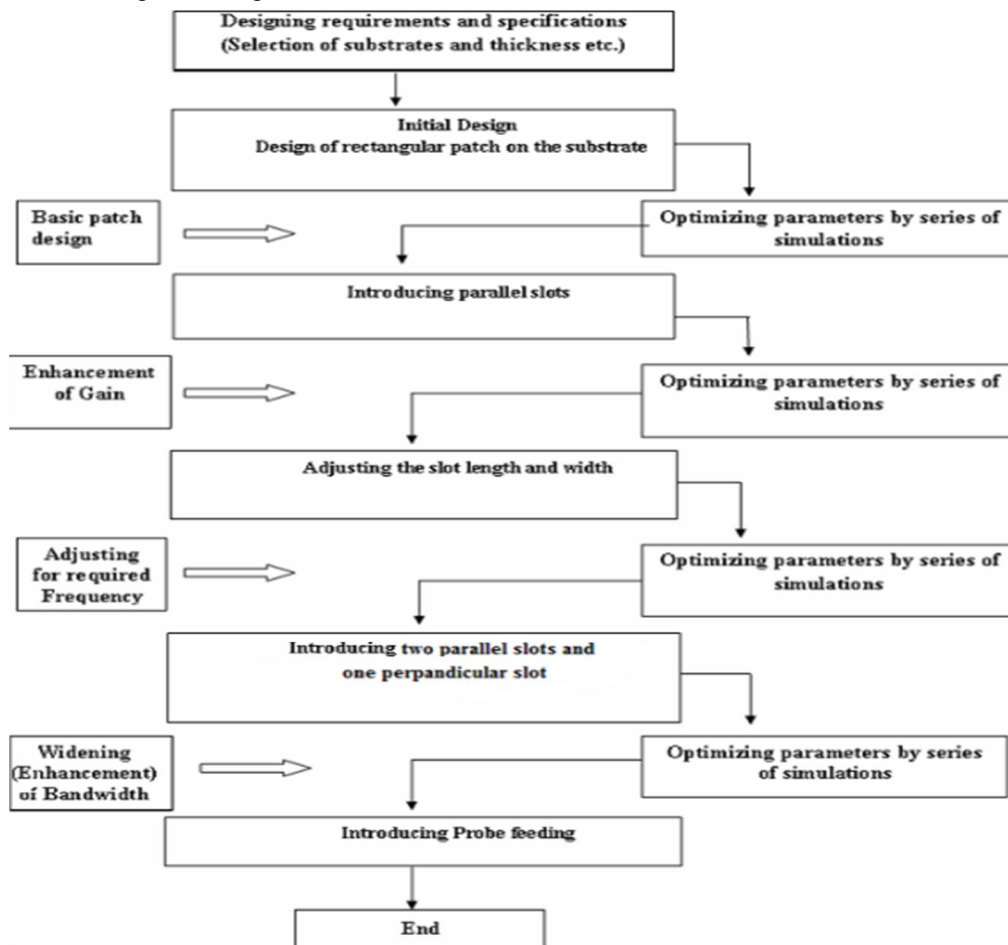 Designing requirements and specifications
(Selection of substrates and thickness etc.)
Initial Design
Design of rectangular patch on the substrate
Basic patch
design
Optimizing parameters by series of
simulations
Introducing parallel slots
Enhancement
of Gain
Optimizing parameters by series of
simulations
Adjusting the slot length and width
Adjusting
for required
Frequency
Optimizing parameters by series of
simulations
Introducing two parallel slots and
one perpandicular slot
Widening
(Enhancement)
of Bandwidth
Optimizing parameters by series
of simulations
Introducing Probe feeding
End